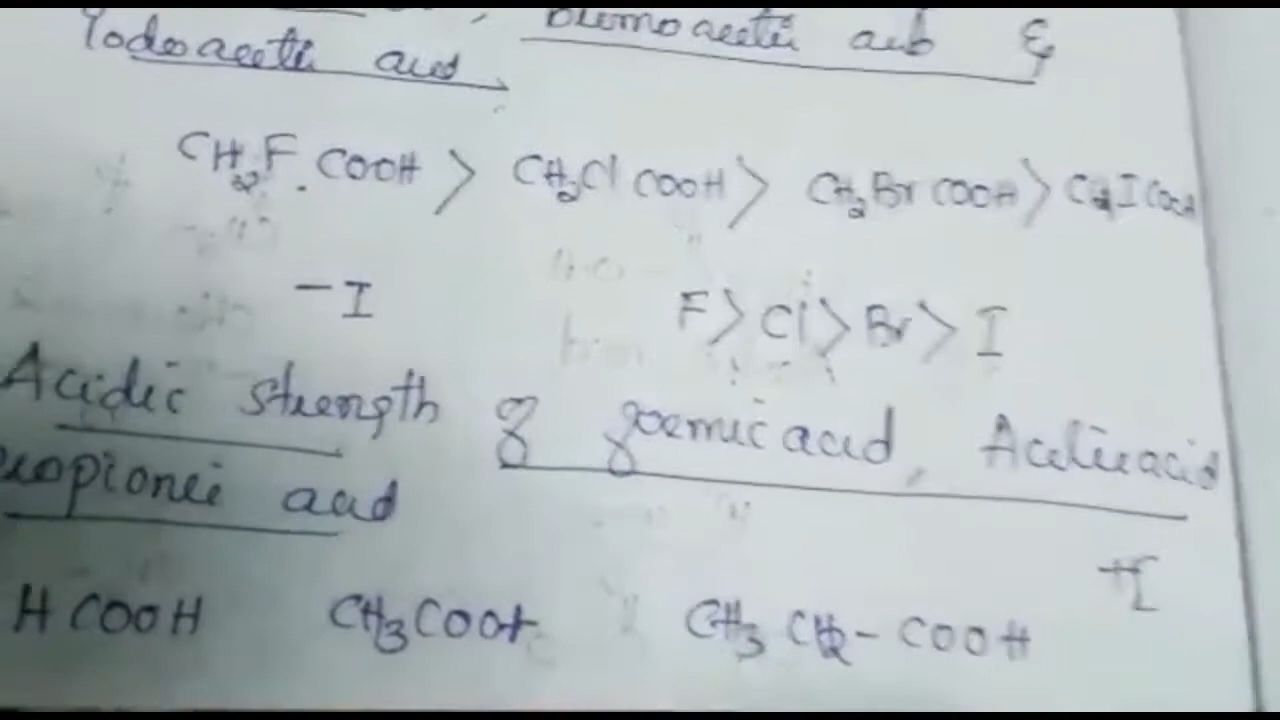 Bromoacetic acid &
Iodoacetic acid
CH₂F.COOH > CH₂Cl COOH > CH₂Br COOH > CH₂I COOH
-I F > Cl > Br > I
Acidic strength of formic acid, Acetic acid
propionic acid
+I
HCOOH CH₃COOH CH₃ CH₂ - COOH